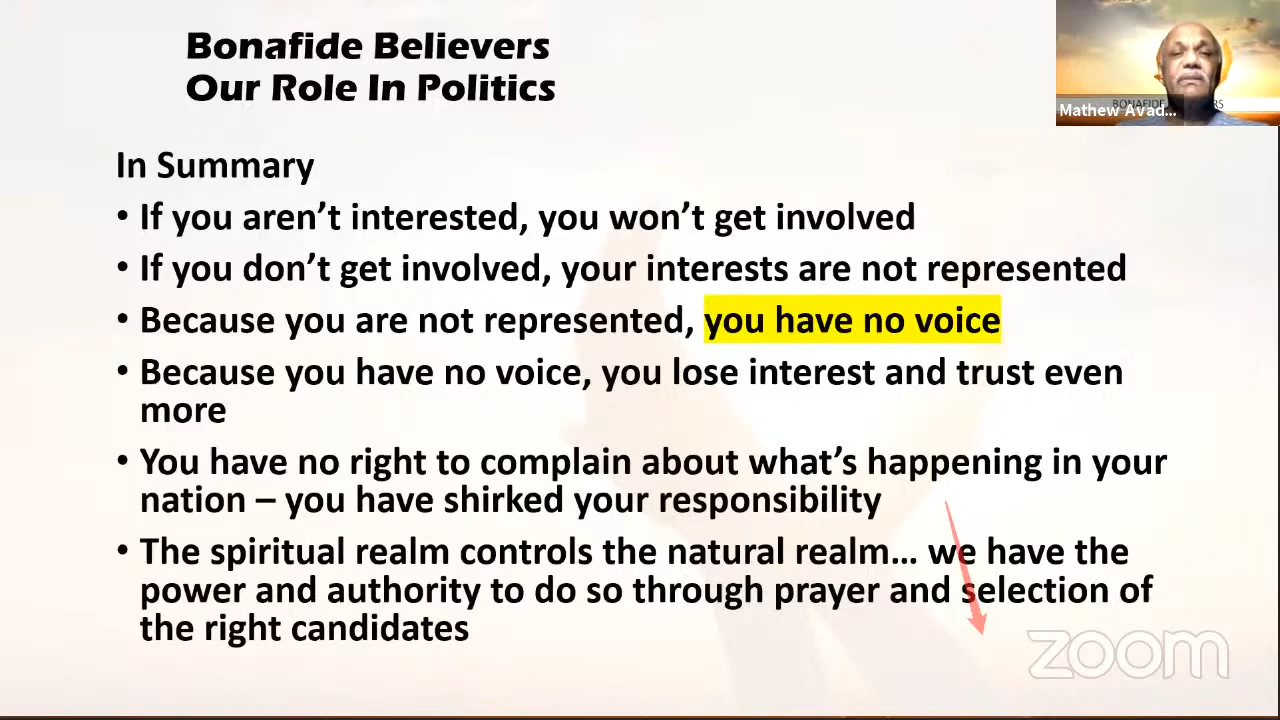 Bonafide Believers
Our Role In Politics
Mathew Avad...
In Summary
• If you aren’t interested, you won’t get involved
• If you don’t get involved, your interests are not represented
• Because you are not represented, you have no voice
• Because you have no voice, you lose interest and trust even
more
• You have no right to complain about what’s happening in your
nation – you have shirked your responsibility
• The spiritual realm controls the natural realm… we have the
power and authority to do so through prayer and selection of
the right candidates
zoom